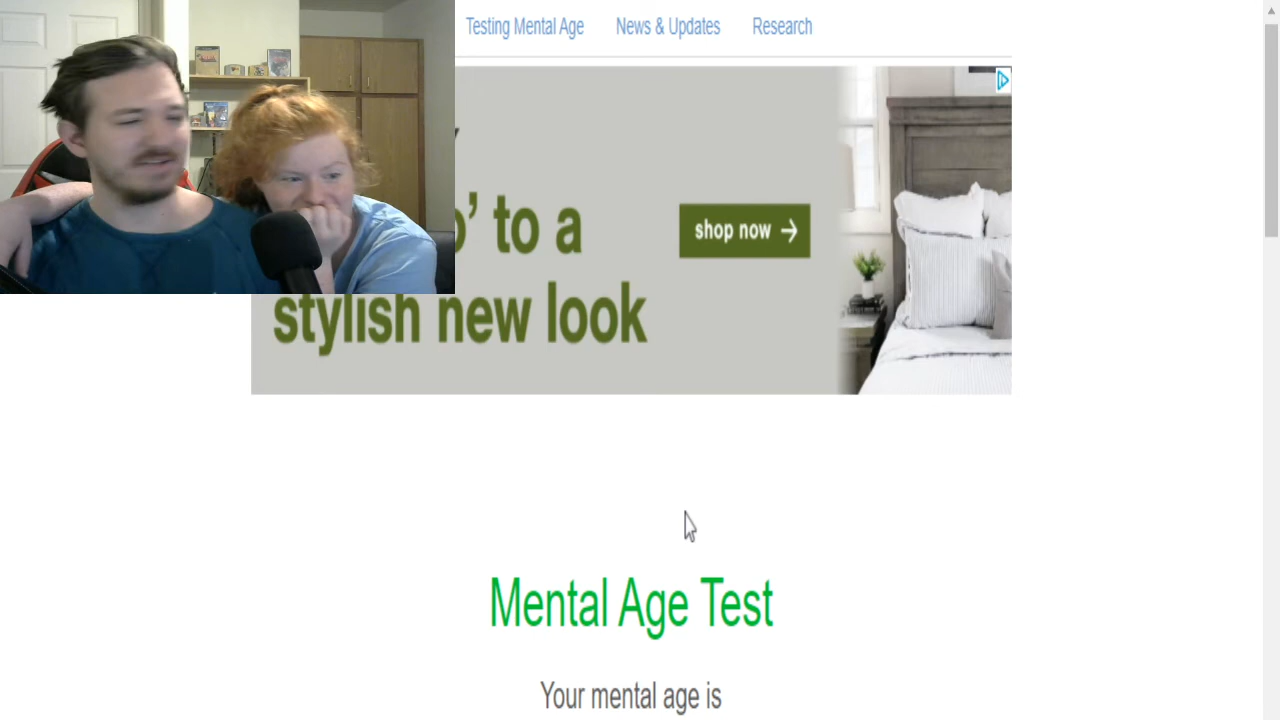 Testing Mental Age
News & Updates
Research
to a
stylish new look
shop now
Mental Age Test
Your mental age is